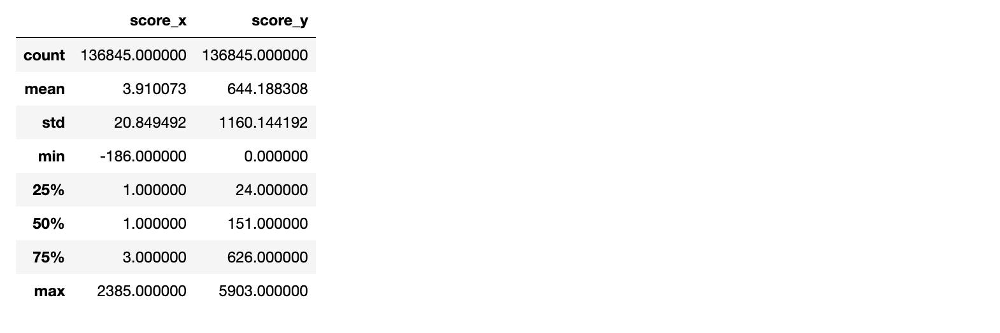 score_x score_y
count 136845.000000 136845.000000
mean 3.910073 644.188308
std 20.849492 1160.144192
min -186.000000 0.000000
25% 1.000000 24.000000
50% 1.000000 151.000000
75% 3.000000 626.000000
max 2385.000000 5903.000000